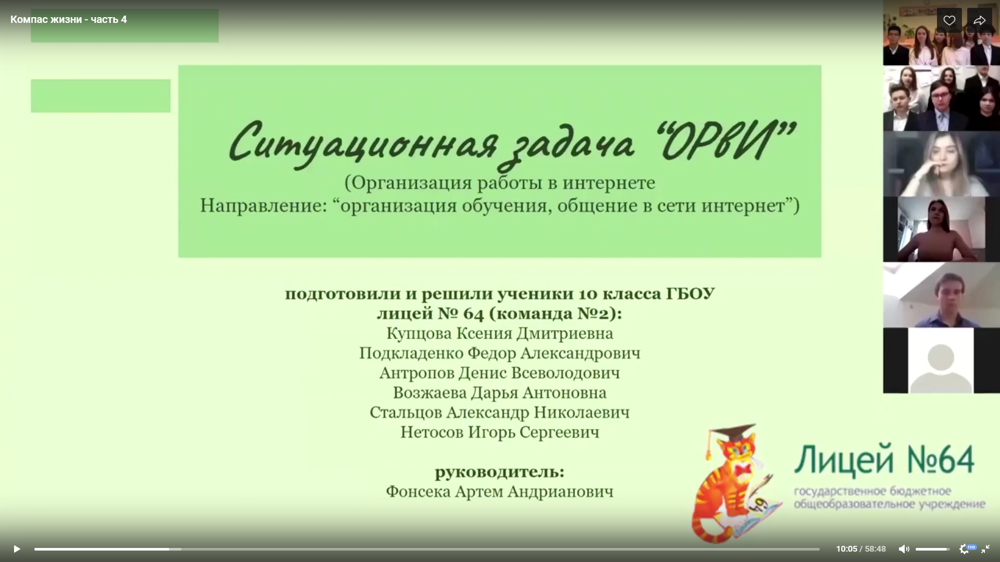 Компас жизни - часть 4
Ситуационная задача “ОРвИ”
(Организация работы в интернете
Направление: “организация обучения, общение в сети интернет”)
подготовили и решили ученики 10 класса ГБОУ
лицей № 64 (команда №2):
Купцова Ксения Дмитриевна
Подкладенко Федор Александрович
Антропов Денис Всеволодович
Возжаева Дарья Антоновна
Стальцов Александр Николаевич
Нетосов Игорь Сергеевич
руководитель:
Фонсека Артем Андрианович
64
Лицей №64
государственное бюджетное
общеобразовательное учреждение
10:05 / 58:48
FHD